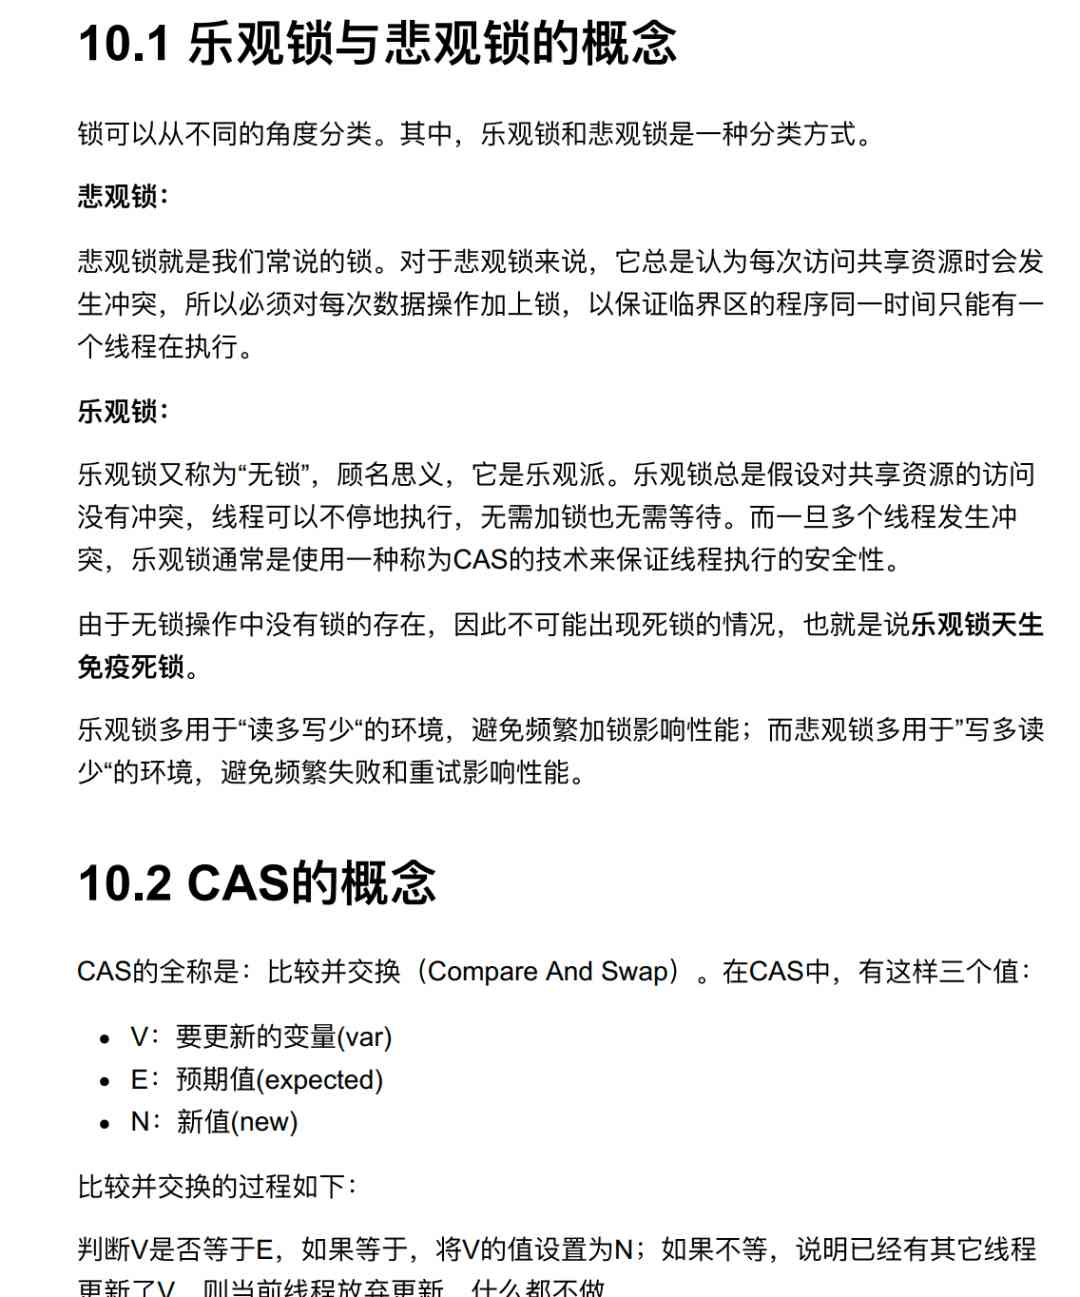 10.1 乐观锁与悲观锁的概念
锁可以从不同的角度分类。其中，乐观锁和悲观锁是一种分类方式。
悲观锁：
悲观锁就是我们常说的锁。对于悲观锁来说，它总是认为每次访问共享资源时会发
生冲突，所以必须对每次数据操作加上锁，以保证临界区的程序同一时间只能有一
个线程在执行。
乐观锁：
乐观锁又称为“无锁”，顾名思义，它是乐观派。乐观锁总是假设对共享资源的访问
没有冲突，线程可以不停地执行，无需加锁也无需等待。而一旦多个线程发生冲
突，乐观锁通常是使用一种称为CAS的技术来保证线程执行的安全性。
由于无锁操作中没有锁的存在，因此不可能出现死锁的情况，也就是说乐观锁天生
免疫死锁。
乐观锁多用于“读多写少“的环境，避免频繁加锁影响性能；而悲观锁多用于”写多读
少“的环境，避免频繁失败和重试影响性能。
10.2 CAS的概念
CAS的全称是：比较并交换（Compare And Swap）。在CAS中，有这样三个值：
• V：要更新的变量(var)
• E：预期值(expected)
• N：新值(new)
比较并交换的过程如下：
判断V是否等于E，如果等于，将V的值设置为N；如果不等，说明已经有其它线程
更新了V，则当前线程放弃更新，什么都不做